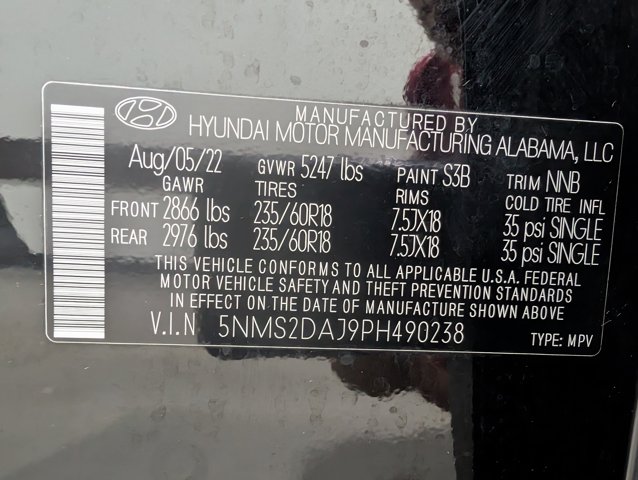 MANUFACTURED BY
HYUNDAI MOTOR MANUFACTURING ALABAMA, LLC
Aug/05/22 GVWR 5247 lbs PAINT S3B TRIM NNB
GAWR TIRES RIMS COLD TIRE INFL
FRONT 2866 lbs 235/60R18 7.5JX18 35 psi SINGLE
REAR 2976 lbs 235/60R18 7.5JX18 35 psi SINGLE
THIS VEHICLE CONFORMS TO ALL APPLICABLE U.S.A. FEDERAL
MOTOR VEHICLE SAFETY AND THEFT PREVENTION STANDARDS
IN EFFECT ON THE DATE OF MANUFACTURE SHOWN ABOVE
V.I.N 5NMS2DAJ9PH490238 TYPE: MPV